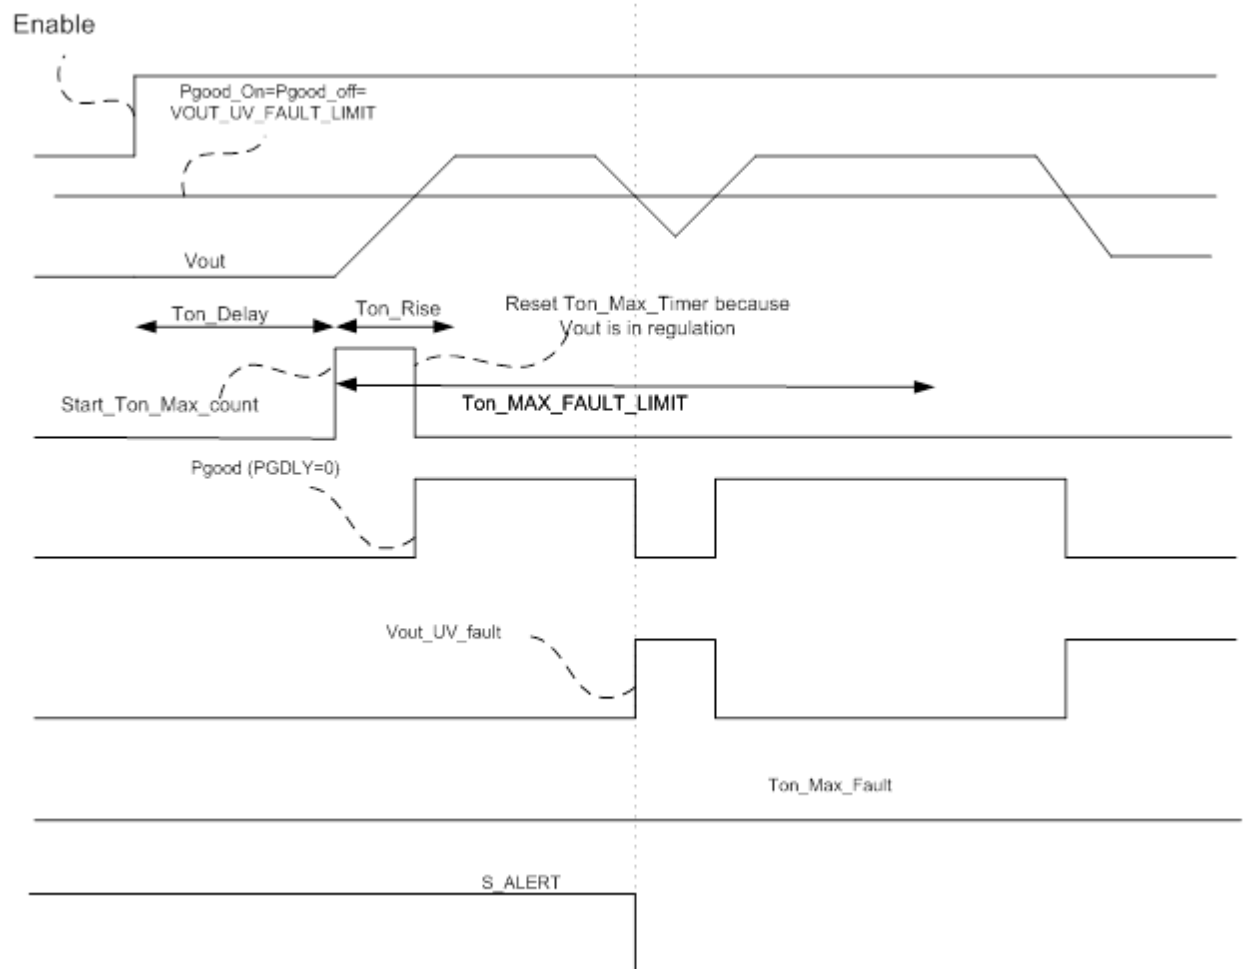 Enable
Pgood_On=Pgood_off=
VOUT_UV_FAULT_LIMIT
Vout
Ton_Delay
Ton_Rise
Reset Ton_Max_Timer because
Vout is in regulation
Start_Ton_Max_count
Ton_MAX_FAULT_LIMIT
Pgood (PGDLY=0)
Vout_UV_fault
Ton_Max_Fault
S_ALERT